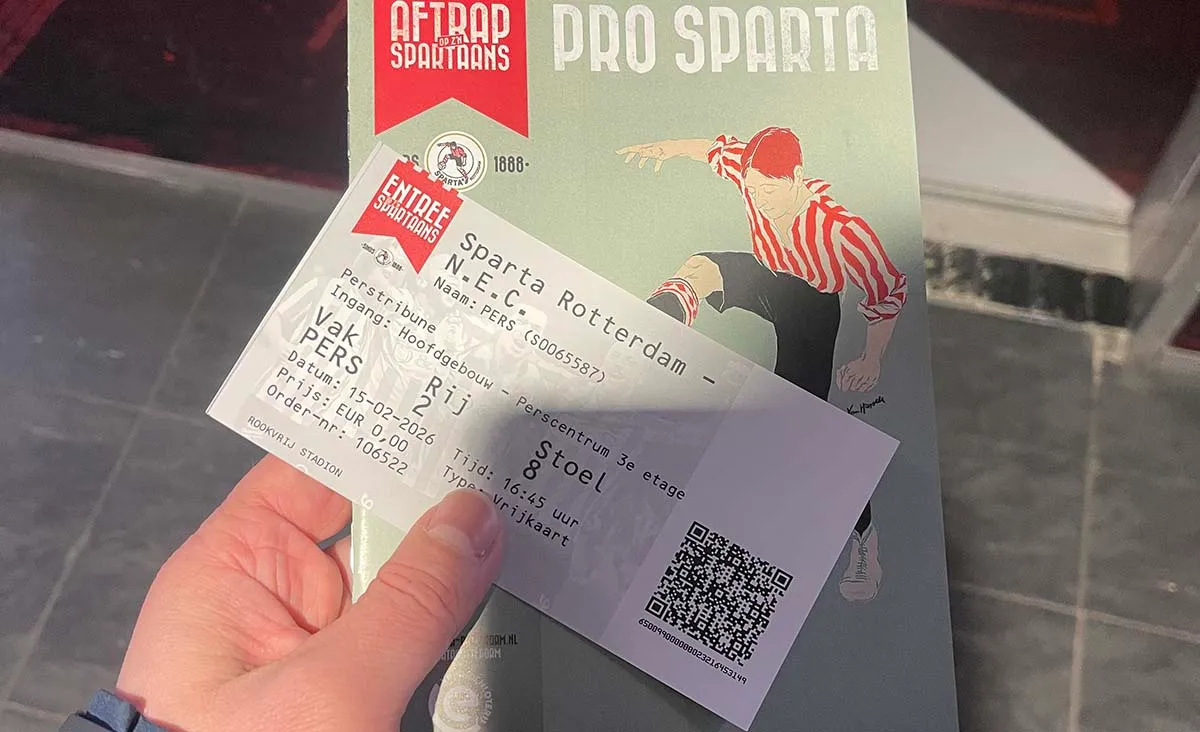 AFTRAP
OP Z'N
SPARTAANS
PRO SPARTA
1888·
SPARTA
ENTREE
SPARTAANS
Sparta Rotterdam -
N.E.C.
Naam: PERS (S0065587)
Perstribune
Ingang: Hoofdgebouw - Perscentrum 3e etage
Vak Rij Stoel
PERS 2 8
Datum: 15-02-2026 Tijd: 16:45 uur
Prijs: EUR 0,00 Type: Vrijkaart
Order-nr: 106522
ROOKVRIJ STADION